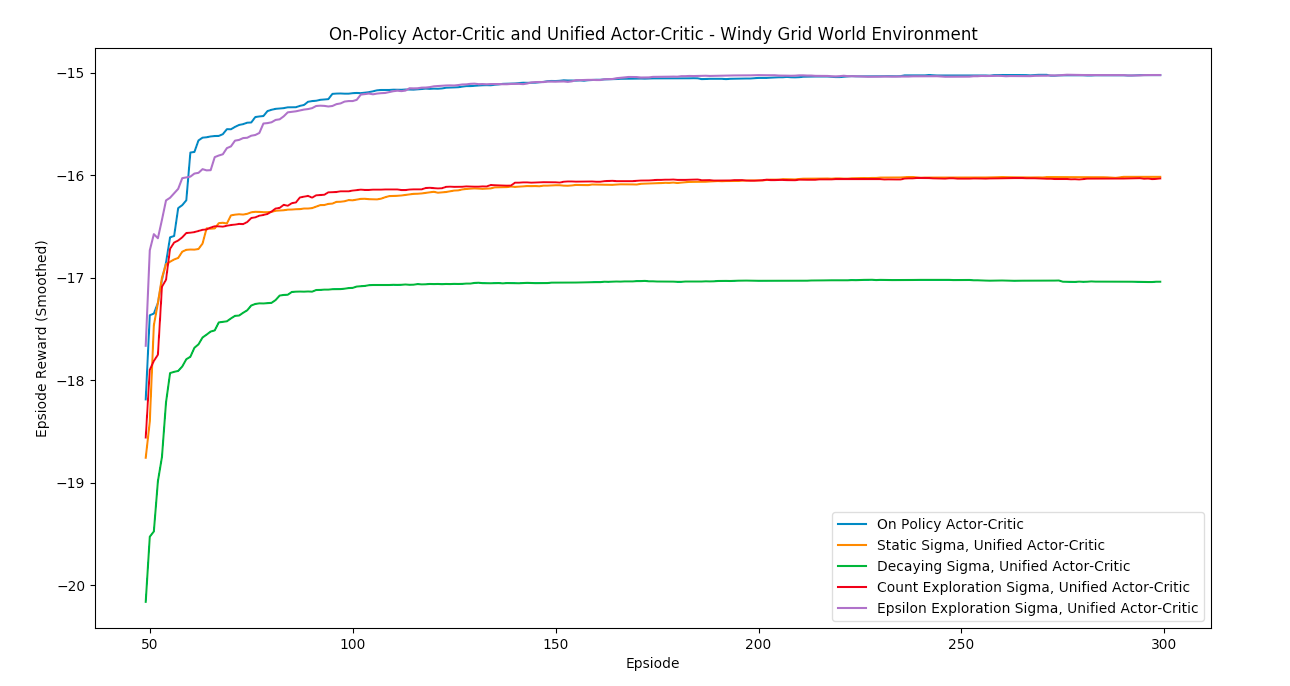 On-Policy Actor-Critic and Unified Actor-Critic - Windy Grid World Environment
Epsiode Reward (Smoothed)
−15
−16
−17
−18
−19
−20
On Policy Actor-Critic
Static Sigma, Unified Actor-Critic
Decaying Sigma, Unified Actor-Critic
Count Exploration Sigma, Unified Actor-Critic
Epsilon Exploration Sigma, Unified Actor-Critic
50 100 150 200 250 300
Epsiode